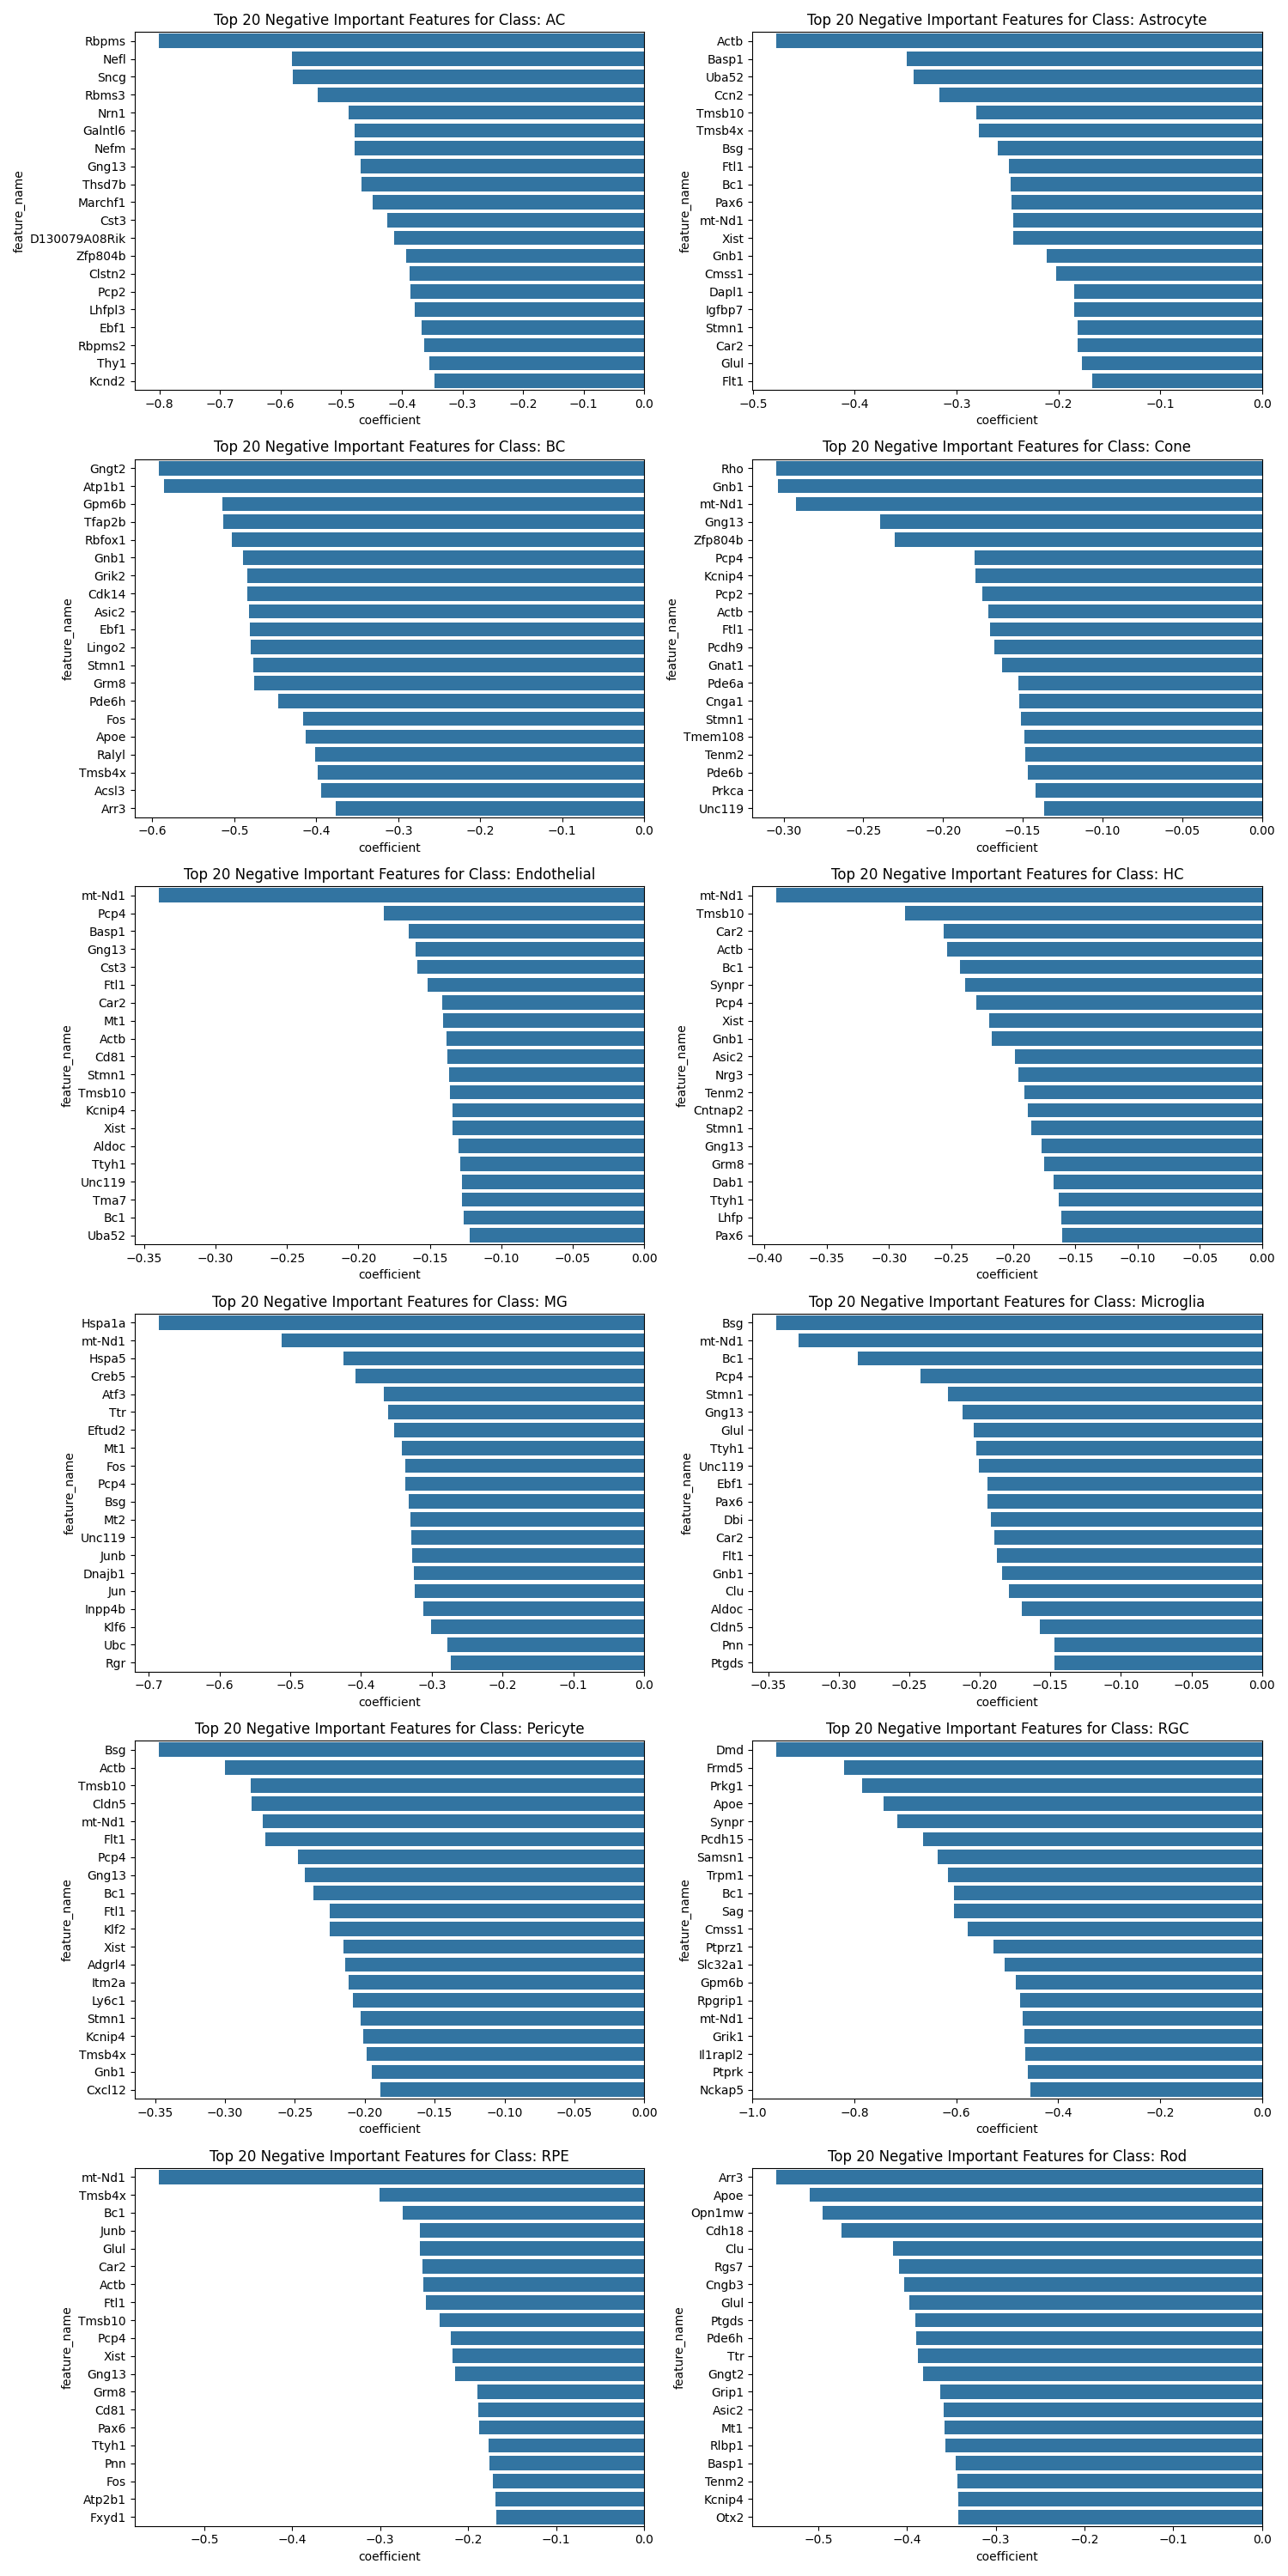 Top 20 Negative Important Features for Class: AC
feature_name
Rbpms
Nefl
Sncg
Rbms3
Nrn1
Galntl6
Nefm
Gng13
Thsd7b
Marchf1
Cst3
D130079A08Rik
Zfp804b
Clstn2
Pcp2
Lhfpl3
Ebf1
Rbpms2
Thy1
Kcnd2
−0.8 −0.7 −0.6 −0.5 −0.4 −0.3 −0.2 −0.1 0.0
coefficient
Top 20 Negative Important Features for Class: Astrocyte
feature_name
Actb
Basp1
Uba52
Ccn2
Tmsb10
Tmsb4x
Bsg
Ftl1
Bc1
Pax6
mt-Nd1
Xist
Gnb1
Cmss1
Dapl1
Igfbp7
Stmn1
Car2
Glul
Flt1
−0.5 −0.4 −0.3 −0.2 −0.1 0.0
coefficient
Top 20 Negative Important Features for Class: BC
feature_name
Gngt2
Atp1b1
Gpm6b
Tfap2b
Rbfox1
Gnb1
Grik2
Cdk14
Asic2
Ebf1
Lingo2
Stmn1
Grm8
Pde6h
Fos
Apoe
Ralyl
Tmsb4x
Acsl3
Arr3
−0.6 −0.5 −0.4 −0.3 −0.2 −0.1 0.0
coefficient
Top 20 Negative Important Features for Class: Cone
feature_name
Rho
Gnb1
mt-Nd1
Gng13
Zfp804b
Pcp4
Kcnip4
Pcp2
Actb
Ftl1
Pcdh9
Gnat1
Pde6a
Cnga1
Stmn1
Tmem108
Tenm2
Pde6b
Prkca
Unc119
−0.30 −0.25 −0.20 −0.15 −0.10 −0.05 0.00
coefficient
Top 20 Negative Important Features for Class: Endothelial
feature_name
mt-Nd1
Pcp4
Basp1
Gng13
Cst3
Ftl1
Car2
Mt1
Actb
Cd81
Stmn1
Tmsb10
Kcnip4
Xist
Aldoc
Ttyh1
Unc119
Tma7
Bc1
Uba52
−0.35 −0.30 −0.25 −0.20 −0.15 −0.10 −0.05 0.00
coefficient
Top 20 Negative Important Features for Class: HC
feature_name
mt-Nd1
Tmsb10
Car2
Actb
Bc1
Synpr
Pcp4
Xist
Gnb1
Asic2
Nrg3
Tenm2
Cntnap2
Stmn1
Gng13
Grm8
Dab1
Ttyh1
Lhfp
Pax6
−0.40 −0.35 −0.30 −0.25 −0.20 −0.15 −0.10 −0.05 0.00
coefficient
Top 20 Negative Important Features for Class: MG
feature_name
Hspa1a
mt-Nd1
Hspa5
Creb5
Atf3
Ttr
Eftud2
Mt1
Fos
Pcp4
Bsg
Mt2
Unc119
Junb
Dnajb1
Jun
Inpp4b
Klf6
Ubc
Rgr
−0.7 −0.6 −0.5 −0.4 −0.3 −0.2 −0.1 0.0
coefficient
Top 20 Negative Important Features for Class: Microglia
feature_name
Bsg
mt-Nd1
Bc1
Pcp4
Stmn1
Gng13
Glul
Ttyh1
Unc119
Ebf1
Pax6
Dbi
Car2
Flt1
Gnb1
Clu
Aldoc
Cldn5
Pnn
Ptgds
−0.35 −0.30 −0.25 −0.20 −0.15 −0.10 −0.05 0.00
coefficient
Top 20 Negative Important Features for Class: Pericyte
feature_name
Bsg
Actb
Tmsb10
Cldn5
mt-Nd1
Flt1
Pcp4
Gng13
Bc1
Ftl1
Klf2
Xist
Adgrl4
Itm2a
Ly6c1
Stmn1
Kcnip4
Tmsb4x
Gnb1
Cxcl12
−0.35 −0.30 −0.25 −0.20 −0.15 −0.10 −0.05 0.00
coefficient
Top 20 Negative Important Features for Class: RGC
feature_name
Dmd
Frmd5
Prkg1
Apoe
Synpr
Pcdh15
Samsn1
Trpm1
Bc1
Sag
Cmss1
Ptprz1
Slc32a1
Gpm6b
Rpgrip1
mt-Nd1
Grik1
Il1rapl2
Ptprk
Nckap5
−1.0 −0.8 −0.6 −0.4 −0.2 0.0
coefficient
Top 20 Negative Important Features for Class: RPE
feature_name
mt-Nd1
Tmsb4x
Bc1
Junb
Glul
Car2
Actb
Ftl1
Tmsb10
Pcp4
Xist
Gng13
Grm8
Cd81
Pax6
Ttyh1
Pnn
Fos
Atp2b1
Fxyd1
−0.5 −0.4 −0.3 −0.2 −0.1 0.0
coefficient
Top 20 Negative Important Features for Class: Rod
feature_name
Arr3
Apoe
Opn1mw
Cdh18
Clu
Rgs7
Cngb3
Glul
Ptgds
Pde6h
Ttr
Gngt2
Grip1
Asic2
Mt1
Rlbp1
Basp1
Tenm2
Kcnip4
Otx2
−0.5 −0.4 −0.3 −0.2 −0.1 0.0
coefficient